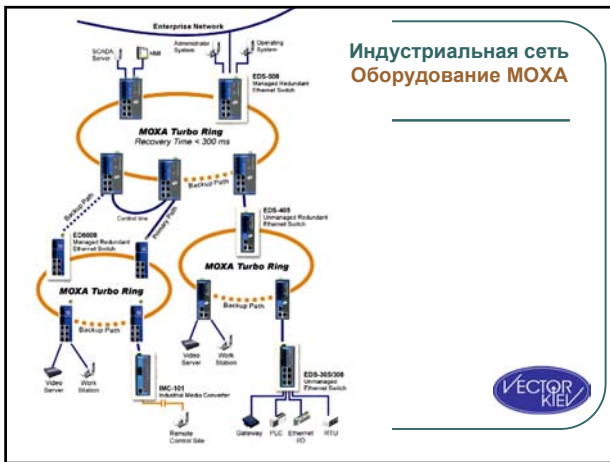 Индустриальная сеть
Оборудование MOXA
Enterprise Network
SCADA
Server
HMI
Administrator
System
Operating
System
EDS-508
Managed Redundant
Ethernet Switch
MOXA Turbo Ring
Recovery Time < 300 ms
Backup Path
Backup Path
Control line
Primary Path
ED6008
Managed Redundant
Ethernet Switch
EDS-405
Unmanaged Redundant
Ethernet Switch
MOXA Turbo Ring
Backup Path
MOXA Turbo Ring
Backup Path
Video
Server
Work
Station
IMC-101
Industrial Media Converter
Remote
Control Site
Video
Server
Work
Station
EDS-305/308
Unmanaged
Ethernet Switch
Gateway
PLC
Ethernet
I/O
RTU
VECTOR
KIEV